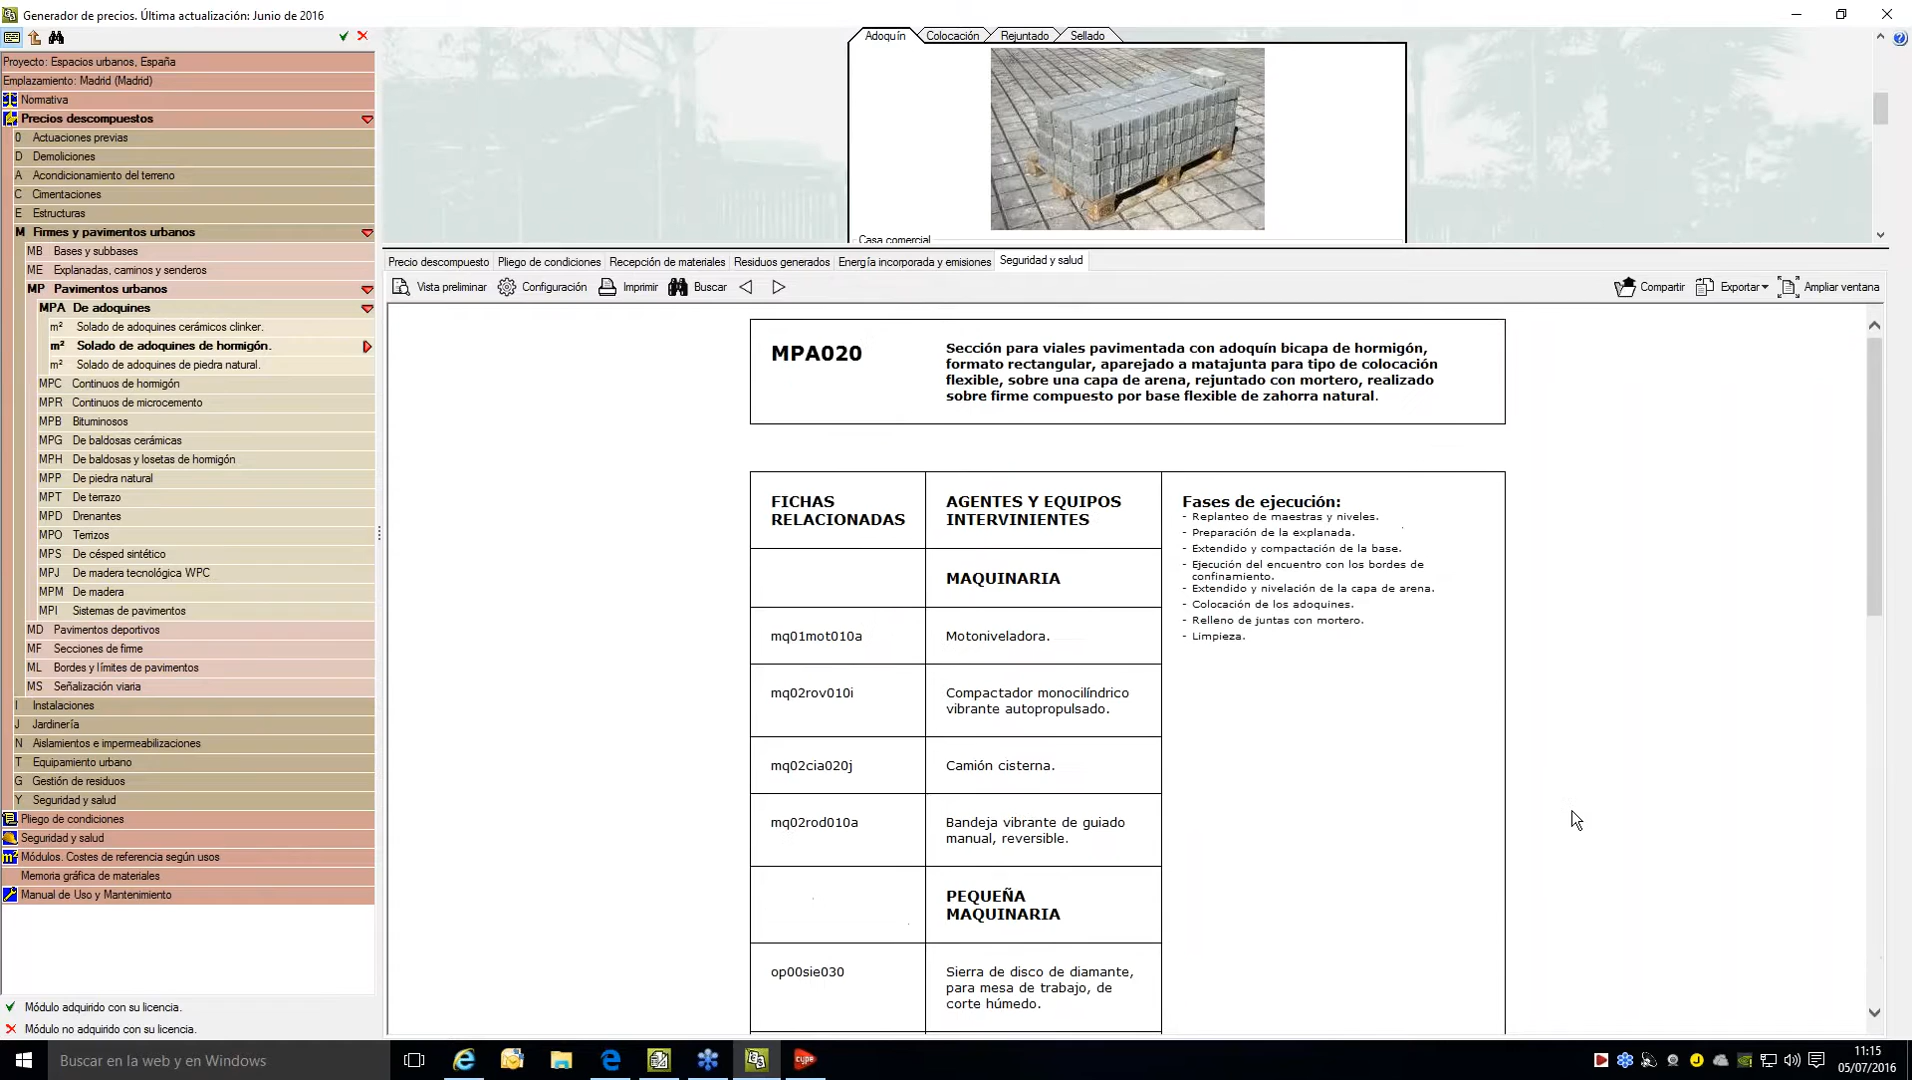 Generador de precios. Última actualización: Junio de 2016
Proyecto: Espacios urbanos, España
Emplazamiento: Madrid (Madrid)
Normativa
Precios descompuestos
0 Actuaciones previas
D Demoliciones
A Acondicionamiento del terreno
C Cimentaciones
E Estructuras
M Firmes y pavimentos urbanos
MB Bases y subbases
ME Explanadas, caminos y senderos
MP Pavimentos urbanos
MPA De adoquines
m² Solado de adoquines cerámicos clinker.
m² Solado de adoquines de hormigón.
m² Solado de adoquines de piedra natural.
MPC Continuos de hormigón
MPR Continuos de microcemento
MPB Bituminosos
MPG De baldosas cerámicas
MPH De baldosas y losetas de hormigón
MPP De piedra natural
MPT De terrazo
MPD Drenantes
MPO Terrizos
MPS De césped sintético
MPJ De madera tecnológica WPC
MPM De madera
MPI Sistemas de pavimentos
MD Pavimentos deportivos
MF Secciones de firme
ML Bordes y límites de pavimentos
MS Señalización viaria
I Instalaciones
J Jardinería
N Aislamientos e impermeabilizaciones
T Equipamiento urbano
G Gestión de residuos
Y Seguridad y salud
Pliego de condiciones
Seguridad y salud
Módulos. Costes de referencia según usos
Memoria gráfica de materiales
Manual de Uso y Mantenimiento
Módulo adquirido con su licencia.
Módulo no adquirido con su licencia.
Adoquín Colocación Rejuntado Sellado
Casa comercial
Precio descompuesto Pliego de condiciones Recepción de materiales Residuos generados Energía incorporada y emisiones Seguridad y salud
Vista preliminar Configuración Imprimir Buscar Compartir Exportar Ampliar ventana
MPA020
Sección para viales pavimentada con adoquín bicapa de hormigón,
formato rectangular, aparejado a matajunta para tipo de colocación
flexible, sobre una capa de arena, rejuntado con mortero, realizado
sobre firme compuesto por base flexible de zahorra natural.
FICHAS
RELACIONADAS
AGENTES Y EQUIPOS
INTERVINIENTES
Fases de ejecución:
- Replanteo de maestras y niveles.
- Preparación de la explanada.
- Extendido y compactación de la base.
- Ejecución del encuentro con los bordes de
confinamiento.
- Extendido y nivelación de la capa de arena.
- Colocación de los adoquines.
- Relleno de juntas con mortero.
- Limpieza.
MAQUINARIA
mq01mot010a Motoniveladora.
mq02rov010i Compactador monocilíndrico
vibrante autopropulsado.
mq02cia020j Camión cisterna.
mq02rod010a Bandeja vibrante de guiado
manual, reversible.
PEQUEÑA
MAQUINARIA
op00sie030 Sierra de disco de diamante,
para mesa de trabajo, de
corte húmedo.
Buscar en la web y en Windows
cype
11:15
05/07/2016